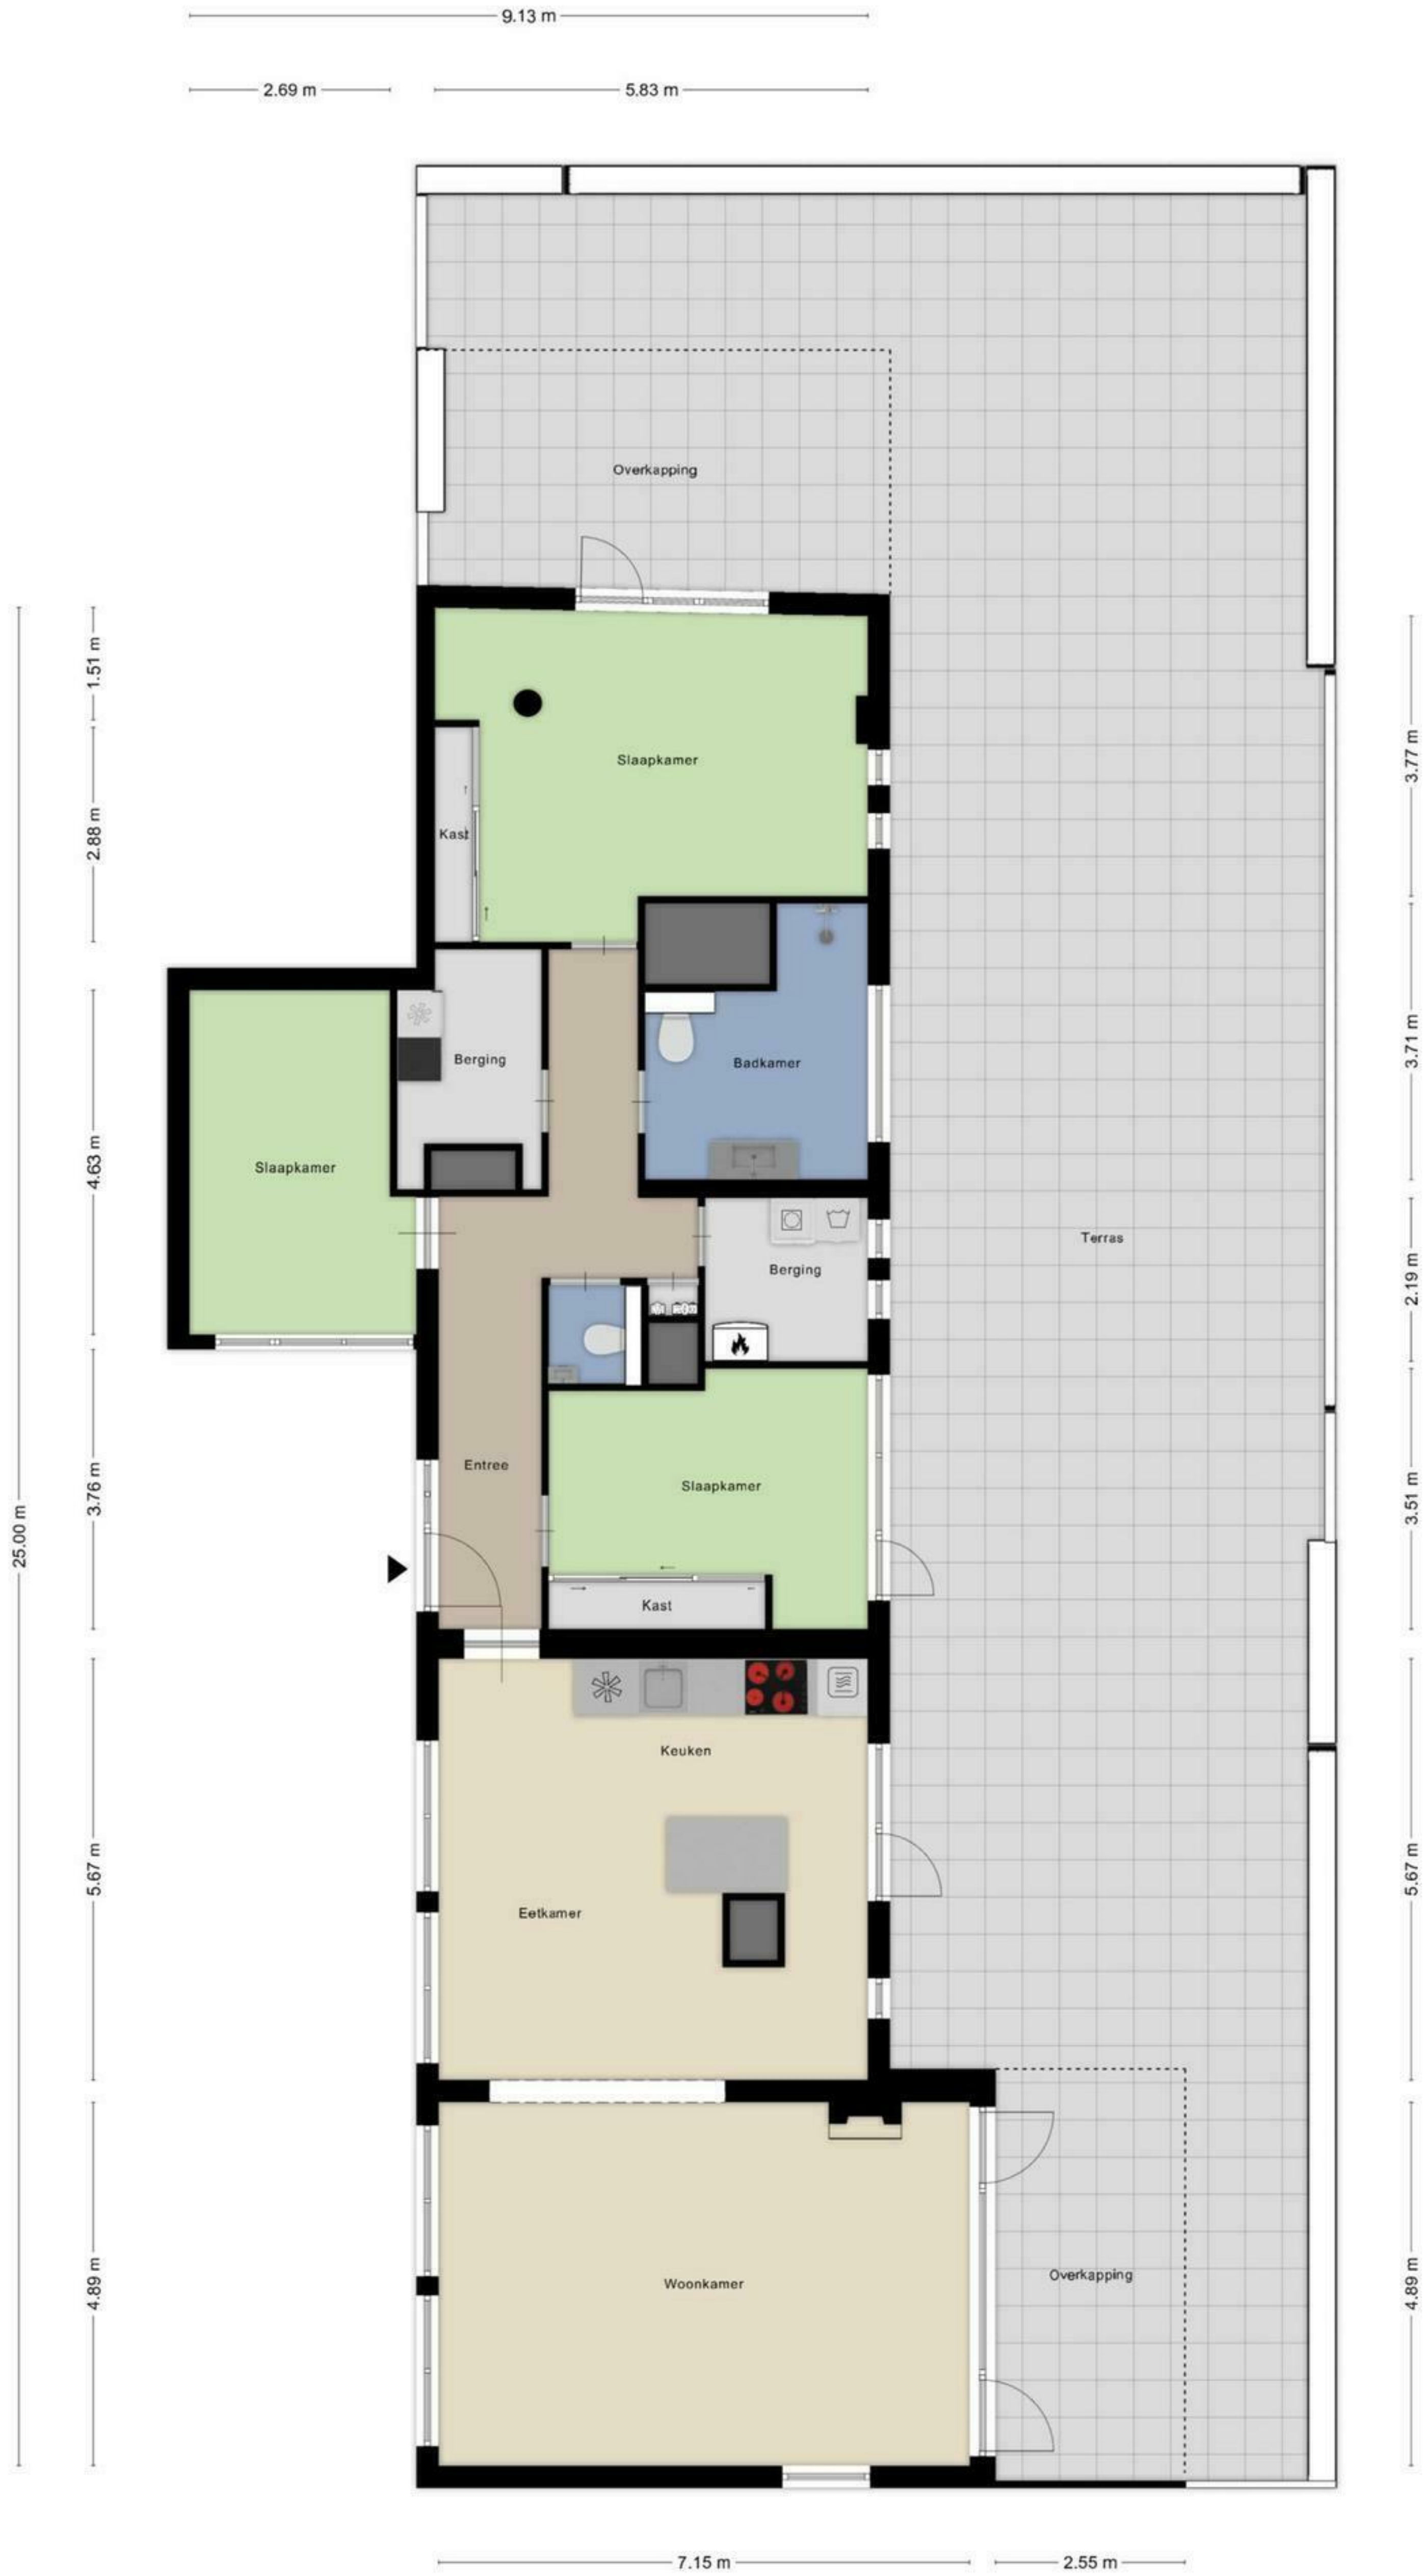 9.13 m
2.69 m
5.83 m
Overkapping
1.51 m
3.77 m
Slaapkamer
2.88 m
Kast
3.71 m
Berging
Badkamer
4.63 m
Slaapkamer
Terras
2.19 m
Berging
Entree
3.76 m
Slaapkamer
3.51 m
25.00 m
Kast
Keuken
5.67 m
5.67 m
Eetkamer
4.89 m
Woonkamer
Overkapping
4.89 m
7.15 m
2.55 m